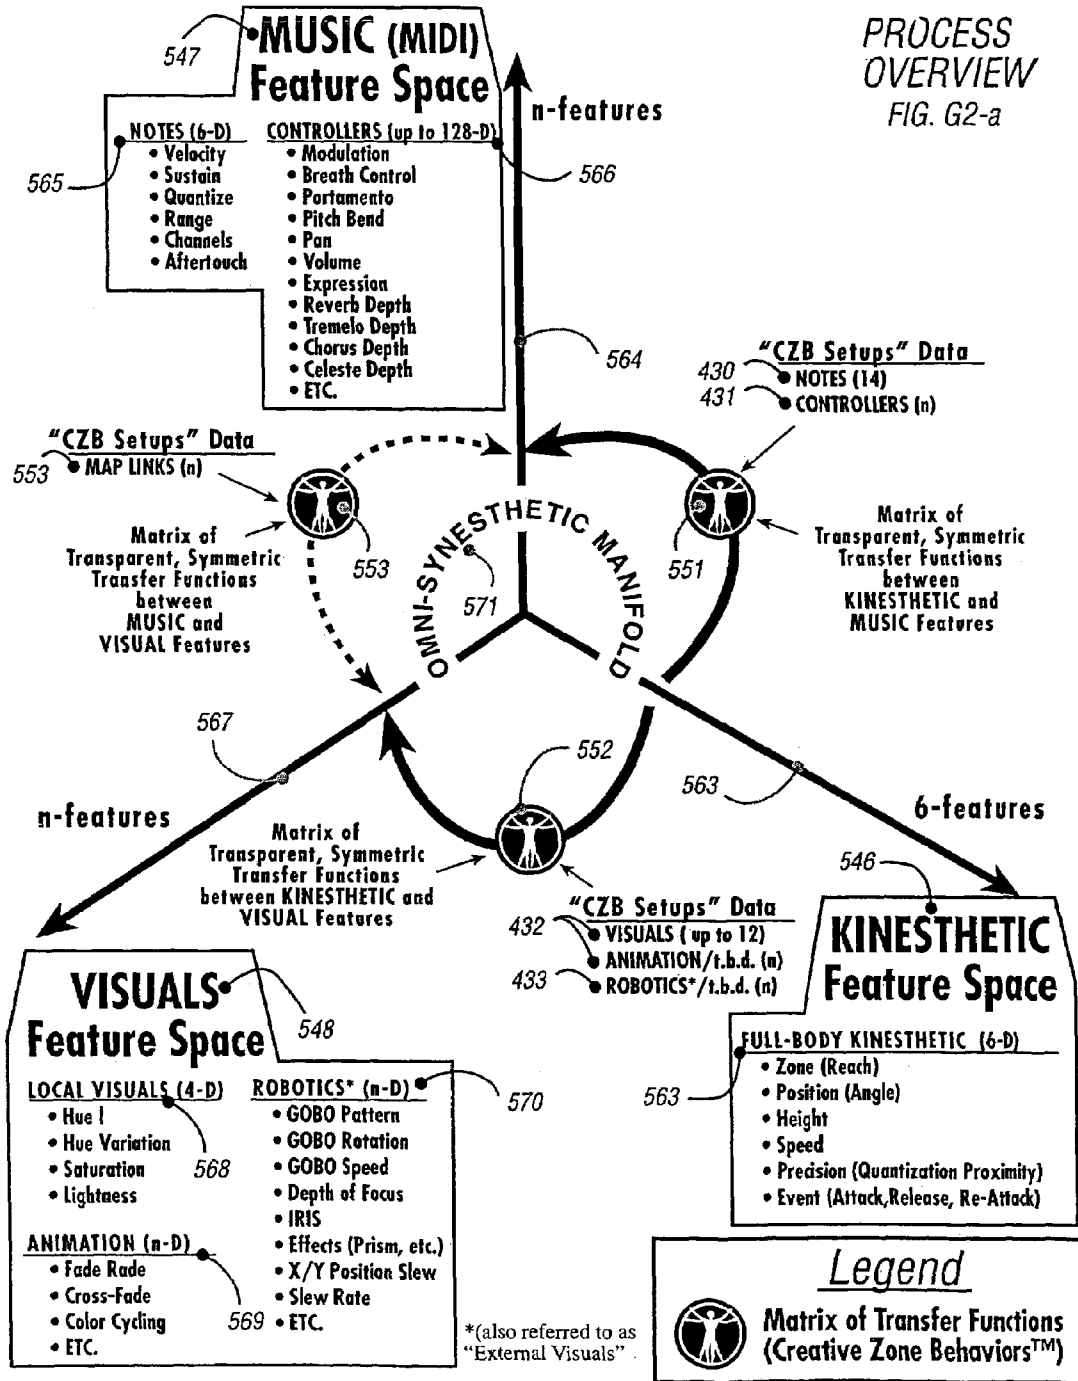 PROCESS
OVERVIEW
FIG. G2-a
547
MUSIC (MIDI)
Feature Space
n-features
NOTES (6-D)
• Velocity
• Sustain
• Quantize
• Range
• Channels
• Aftertouch
565
CONTROLLERS (up to 128-D)
• Modulation
• Breath Control
• Portamento
• Pitch Bend
• Pan
• Volume
• Expression
• Reverb Depth
• Tremelo Depth
• Chorus Depth
• Celeste Depth
• ETC.
566
564
"CZB Setups" Data
430
• NOTES (14)
431
• CONTROLLERS (n)
"CZB Setups" Data
553
• MAP LINKS (n)
Matrix of
Transparent, Symmetric
Transfer Functions
between
MUSIC and
VISUAL Features
553
OMNI-SYNESTHETIC MANIFOLD
571
551
Matrix of
Transparent, Symmetric
Transfer Functions
between
KINESTHETIC and
MUSIC Features
567
552
563
n-features
6-features
Matrix of
Transparent, Symmetric
Transfer Functions
between KINESTHETIC and
VISUAL Features
"CZB Setups" Data
432
• VISUALS ( up to 12)
• ANIMATION/t.b.d. (n)
433
• ROBOTICS*/t.b.d. (n)
546
KINESTHETIC
Feature Space
FULL-BODY KINESTHETIC (6-D)
• Zone (Reach)
• Position (Angle)
• Height
• Speed
• Precision (Quantization Proximity)
• Event (Attack,Release, Re-Attack)
563
VISUALS
Feature Space
548
LOCAL VISUALS (4-D)
• Hue I
• Hue Variation
• Saturation
• Lightness
568
ANIMATION (n-D)
• Fade Rade
• Cross-Fade
• Color Cycling
• ETC.
569
ROBOTICS* (n-D)
• GOBO Pattern
• GOBO Rotation
• GOBO Speed
• Depth of Focus
• IRIS
• Effects (Prism, etc.)
• X/Y Position Slew
• Slew Rate
• ETC.
570
*(also referred to as
"External Visuals"
Legend
Matrix of Transfer Functions
(Creative Zone Behaviors™)